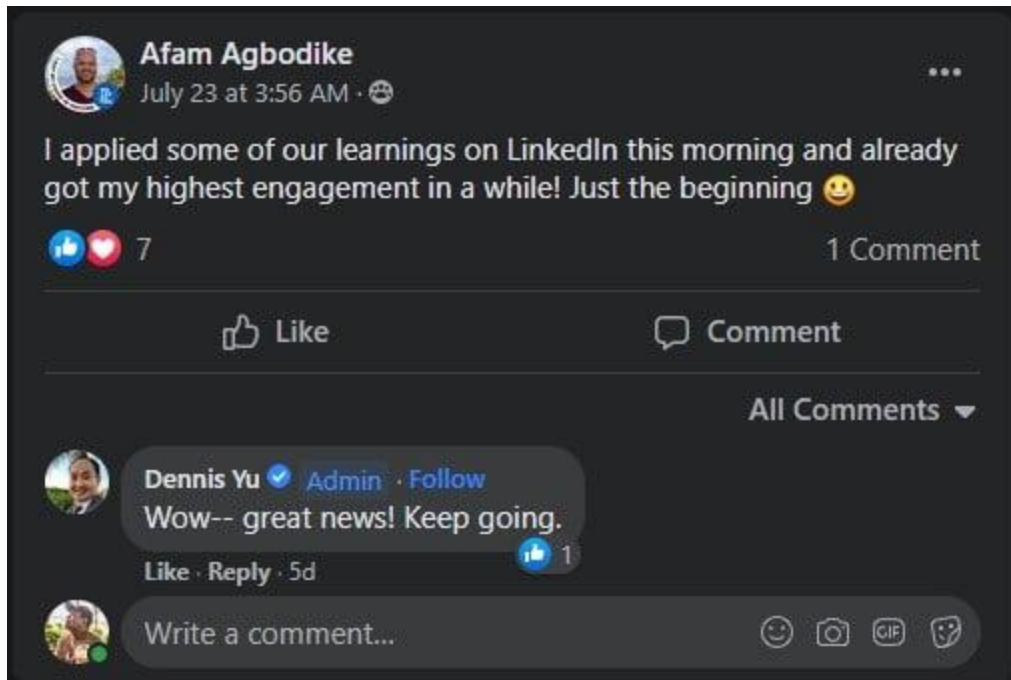 Afam Agbodike
July 23 at 3:56 AM ·
I applied some of our learnings on LinkedIn this morning and already
got my highest engagement in a while! Just the beginning 😃
7
1 Comment
Like
Comment
All Comments
Dennis Yu Admin · Follow
Wow-- great news! Keep going.
1
Like · Reply · 5d
Write a comment...
GIF